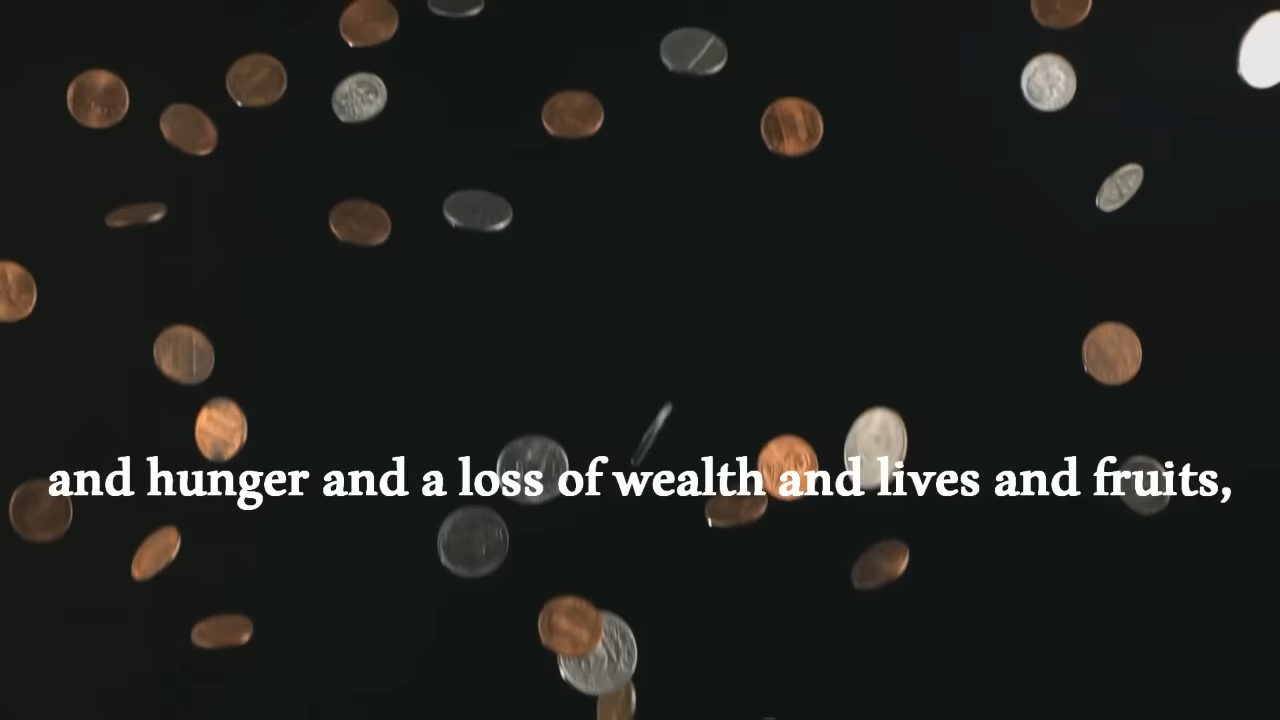 and hunger and a loss of wealth and lives and fruits,